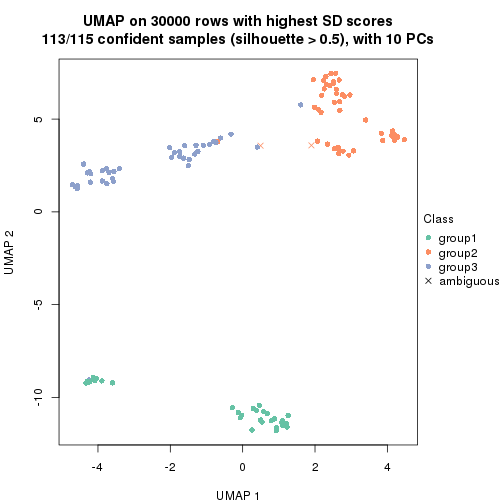 UMAP on 30000 rows with highest SD scores
113/115 confident samples (silhouette > 0.5), with 10 PCs
5
0
-5
-10
UMAP 2
-4
-2
0
2
4
UMAP 1
Class
group1
group2
group3
ambiguous